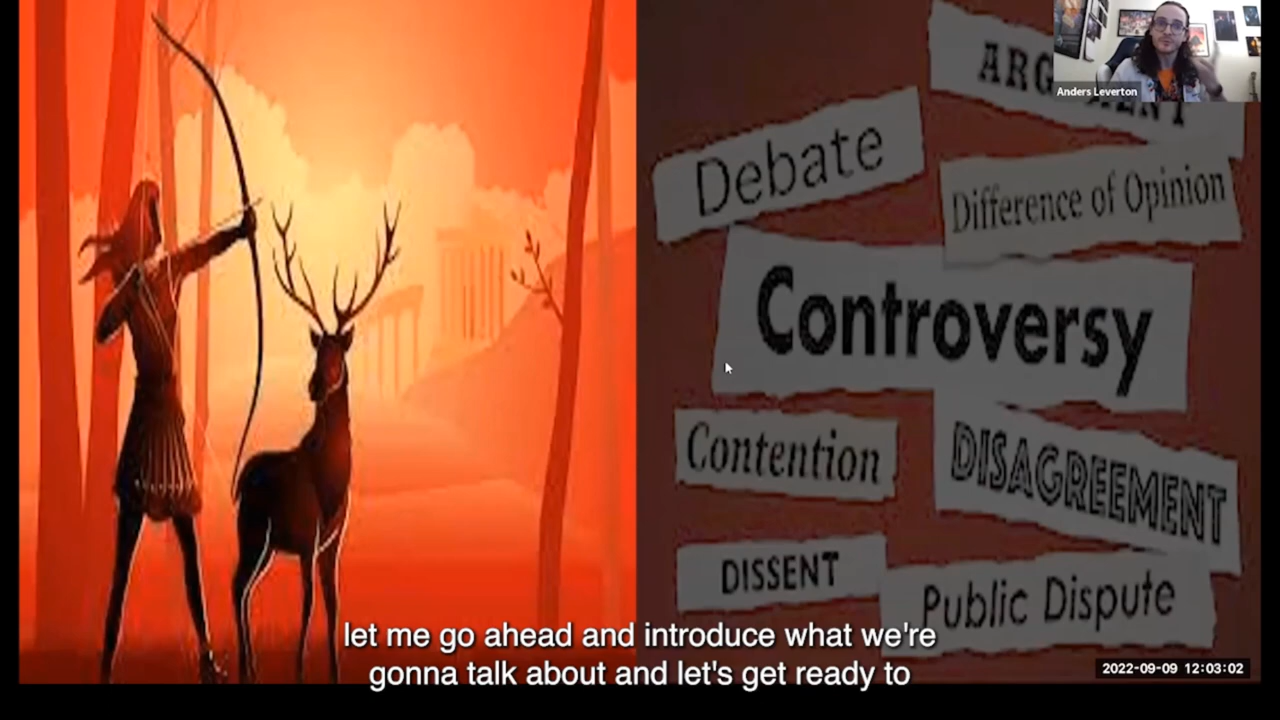 Anders Leverton
Debate
Difference of Opinion
Controversy
Contention
DISAGREEMENT
DISSENT
Public Dispute
let me go ahead and introduce what we're
gonna talk about and let's get ready to
2022-09-09 12:03:02